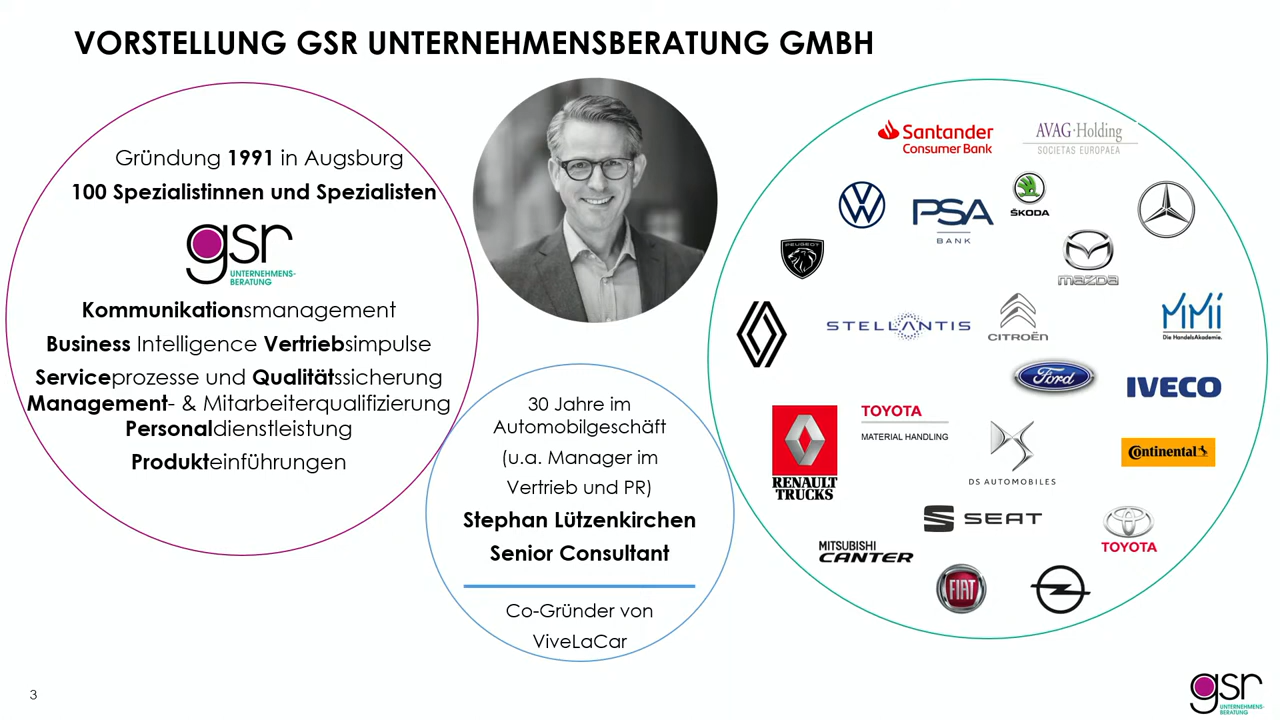 VORSTELLUNG GSR UNTERNEHMENSBERATUNG GMBH
Gründung 1991 in Augsburg
100 Spezialistinnen und Spezialisten
gsr
UNTERNEHMENS-
BERATUNG
Kommunikationsmanagement
Business Intelligence Vertriebsimpulse
Serviceprozesse und Qualitätssicherung
Management- & Mitarbeiterqualifizierung
Personaldienstleistung
Produkteinführungen
30 Jahre im
Automobilgeschäft
(u.a. Manager im
Vertrieb und PR)
Stephan Lützenkirchen
Senior Consultant
Co-Gründer von
ViveLaCar
Santander
Consumer Bank
AVAG·Holding
SOCIETAS EUROPAEA
PSA
BANK
ŠKODA
PEUGEOT
mazda
STELLANTIS
CITROËN
MMi
Die HandelsAkademie.
Ford
IVECO
RENAULT
TRUCKS
TOYOTA
MATERIAL HANDLING
DS AUTOMOBILES
Continental
SEAT
TOYOTA
MITSUBISHI
CANTER
FIAT
3
gsr
UNTERNEHMENS-
BERATUNG